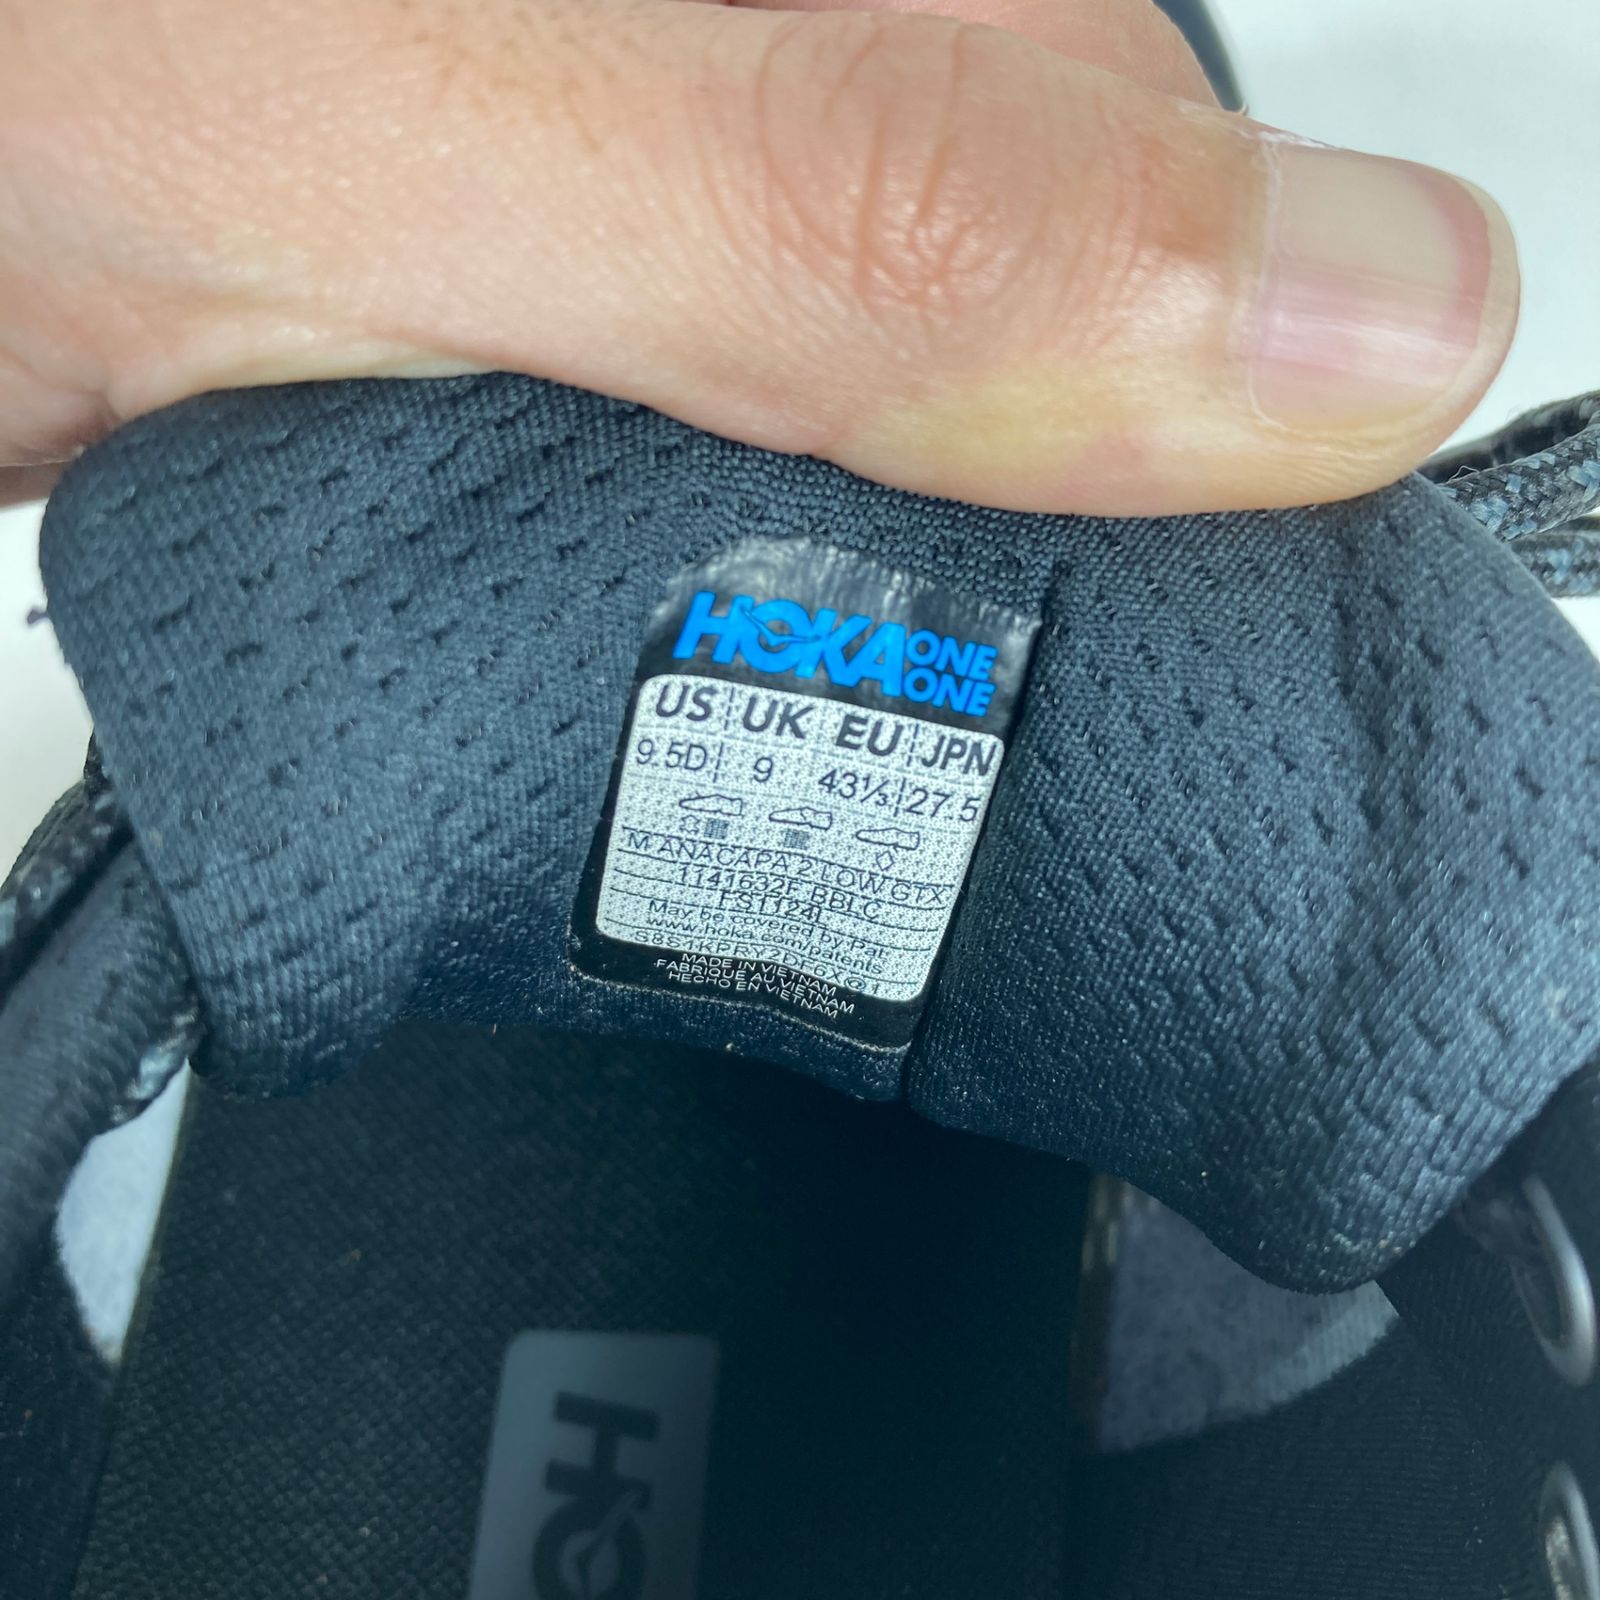 HOKA ONE ONE
US UK EU JPN
9.5D 9 43⅓ 27.5
M ANACAPA 2 LOW GTX
1141632F BBLC
FS1124I
May be covered by Pat.
www.hoka.com/patents
MADE IN VIETNAM
FABRIQUE AU VIETNAM
HECHO EN VIETNAM
HO